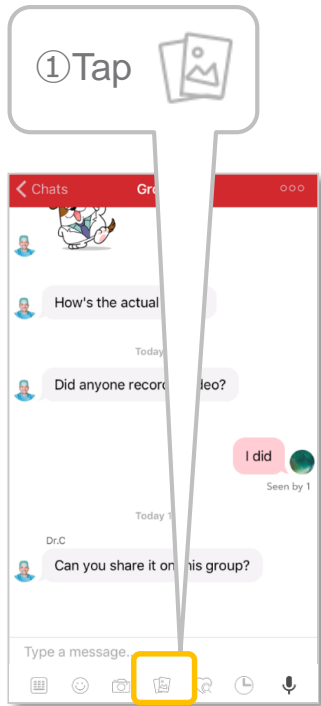 ①Tap
Chats
Gro
How's the actual
Today
Did anyone record deo?
I did
Seen by 1
Today 1
Dr.C
Can you share it on his group?
Type a message..